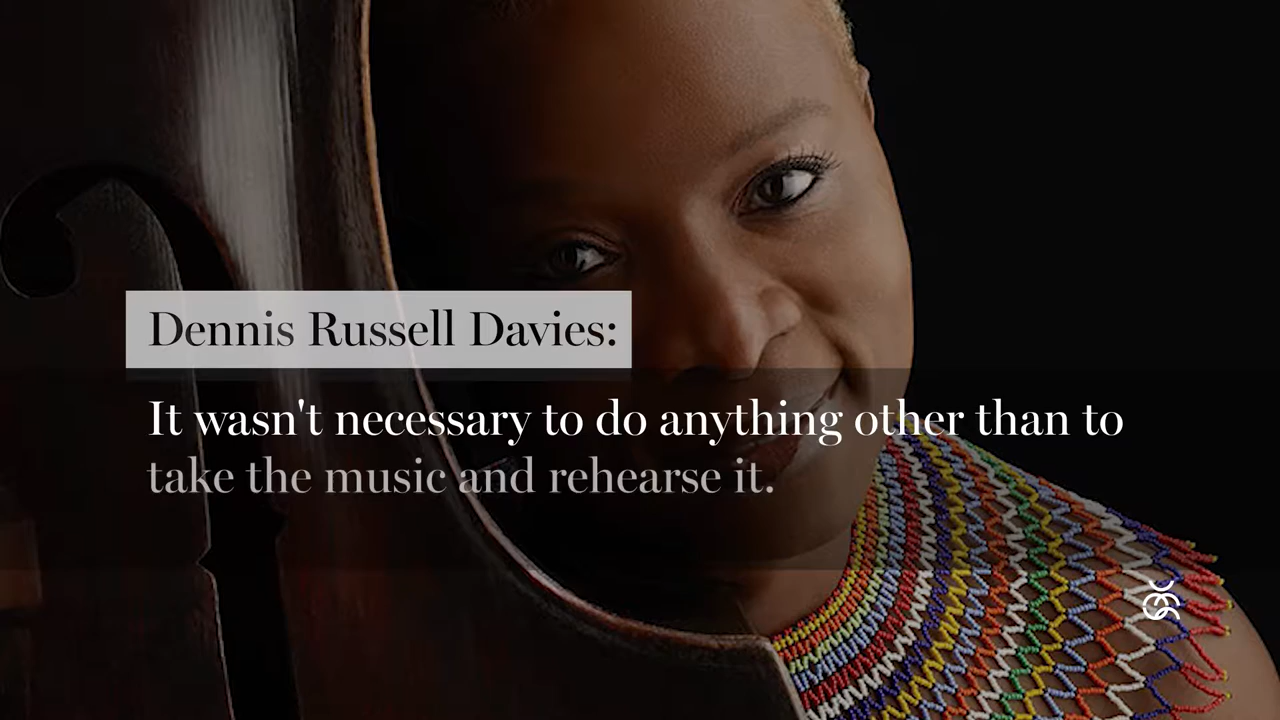 Dennis Russell Davies:
It wasn't necessary to do anything other than to
take the music and rehearse it.